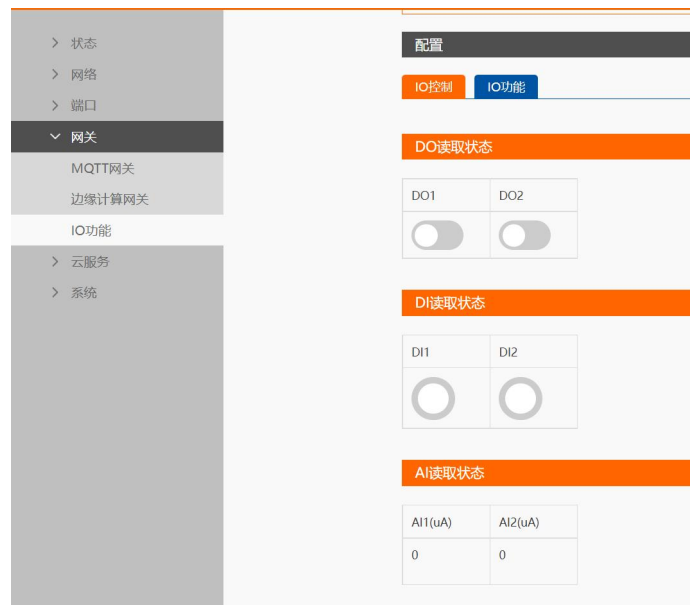 状态
网络
端口
网关
MQTT网关
边缘计算网关
IO功能
云服务
系统
配置
IO控制 IO功能
DO读取状态
DO1 DO2
DI读取状态
DI1 DI2
AI读取状态
AI1(uA) AI2(uA)
0 0